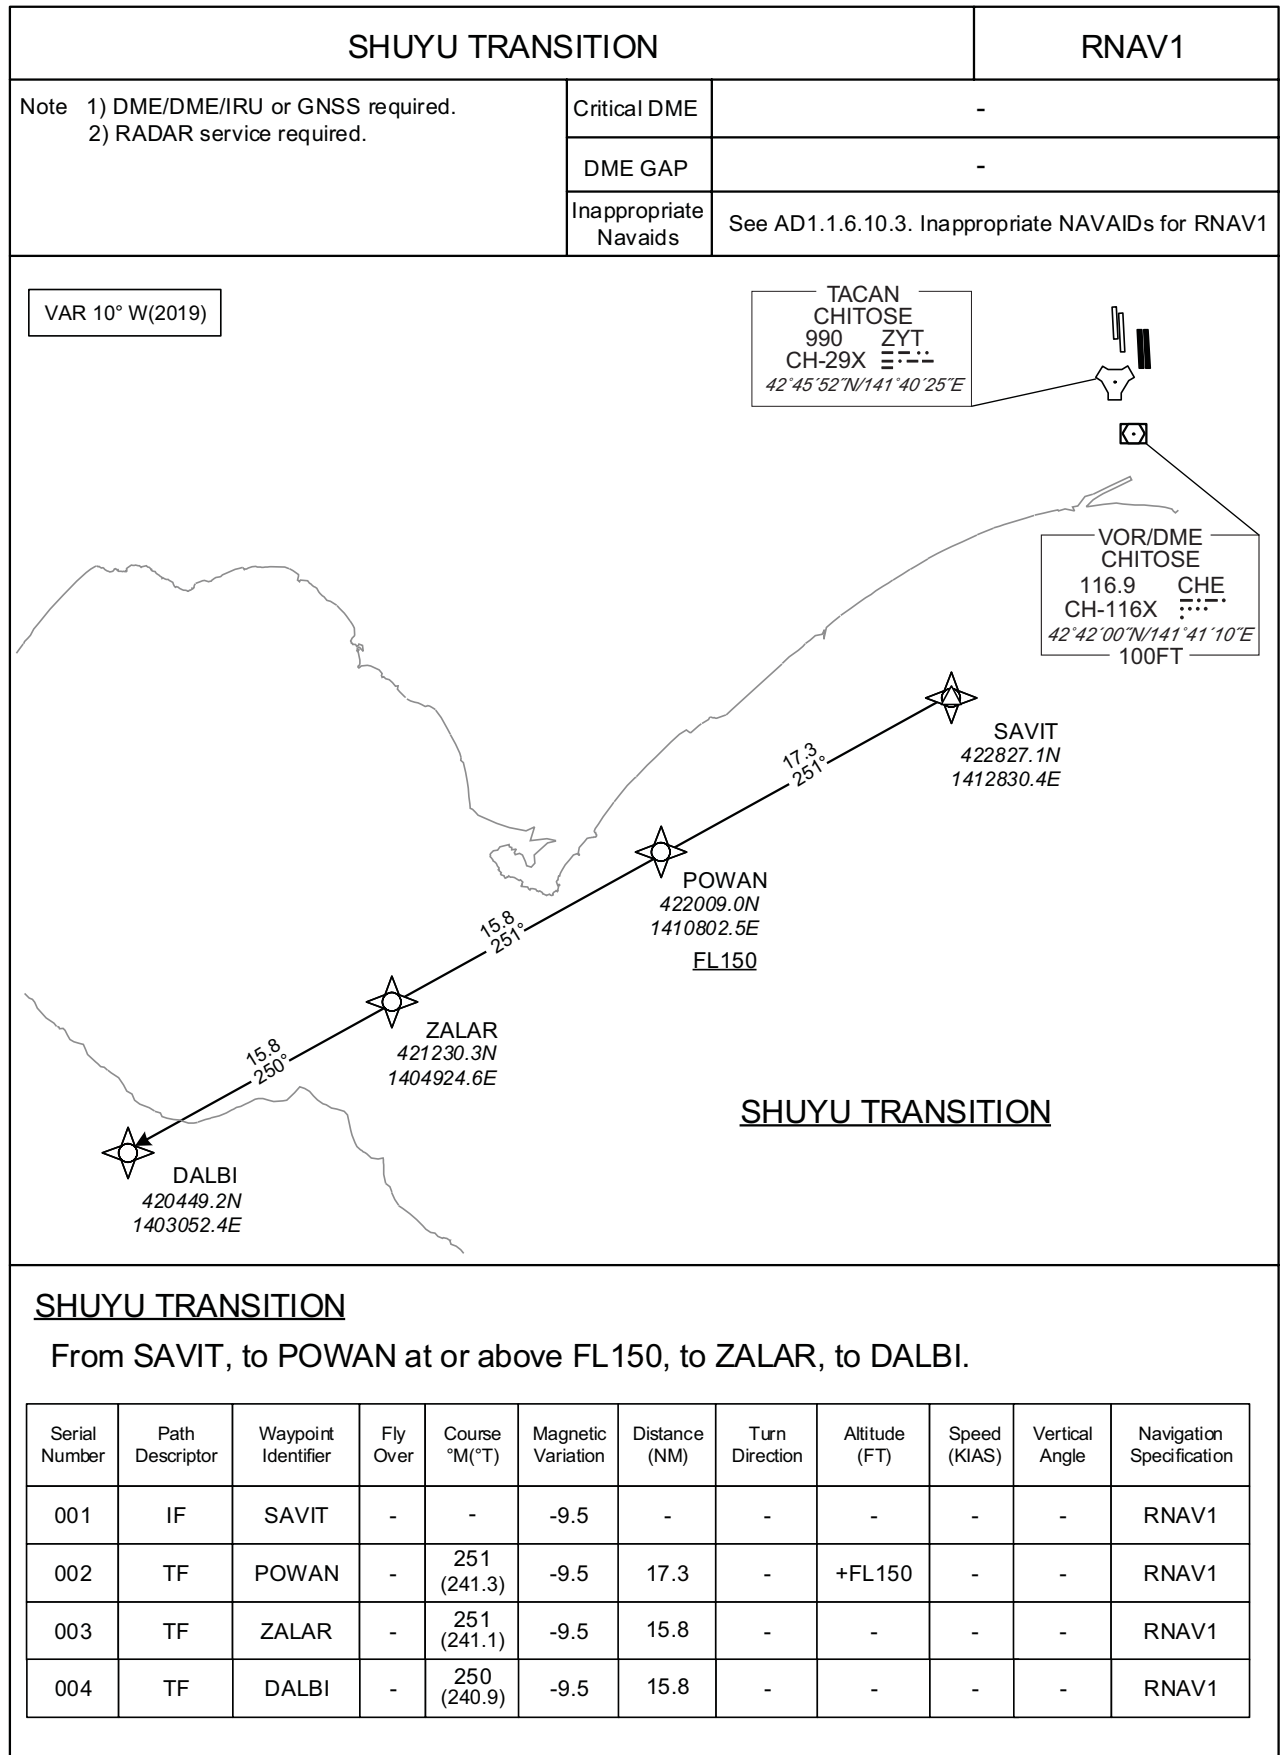 SHUYU TRANSITION
RNAV1
Note 1) DME/DME/IRU or GNSS required.
2) RADAR service required.
Critical DME
-
DME GAP
-
Inappropriate
Navaids
See AD1.1.6.10.3. Inappropriate NAVAIDs for RNAV1
VAR 10° W(2019)
TACAN
CHITOSE
990 ZYT
CH-29X
42°45´52˝N/141°40´25˝E
VOR/DME
CHITOSE
116.9 CHE
CH-116X
42°42´00˝N/141°41´10˝E
100FT
SAVIT
422827.1N
1412830.4E
17.3
251°
POWAN
422009.0N
1410802.5E
FL150
15.8
251°
ZALAR
421230.3N
1404924.6E
15.8
250°
SHUYU TRANSITION
DALBI
420449.2N
1403052.4E
SHUYU TRANSITION
From SAVIT, to POWAN at or above FL150, to ZALAR, to DALBI.
Serial Number Path Descriptor Waypoint Identifier Fly Over Course °M(°T) Magnetic Variation Distance (NM) Turn Direction Altitude (FT) Speed (KIAS) Vertical Angle Navigation Specification
001 IF SAVIT - - -9.5 - - - - - RNAV1
002 TF POWAN - 251 (241.3) -9.5 17.3 - +FL150 - - RNAV1
003 TF ZALAR - 251 (241.1) -9.5 15.8 - - - - RNAV1
004 TF DALBI - 250 (240.9) -9.5 15.8 - - - - RNAV1